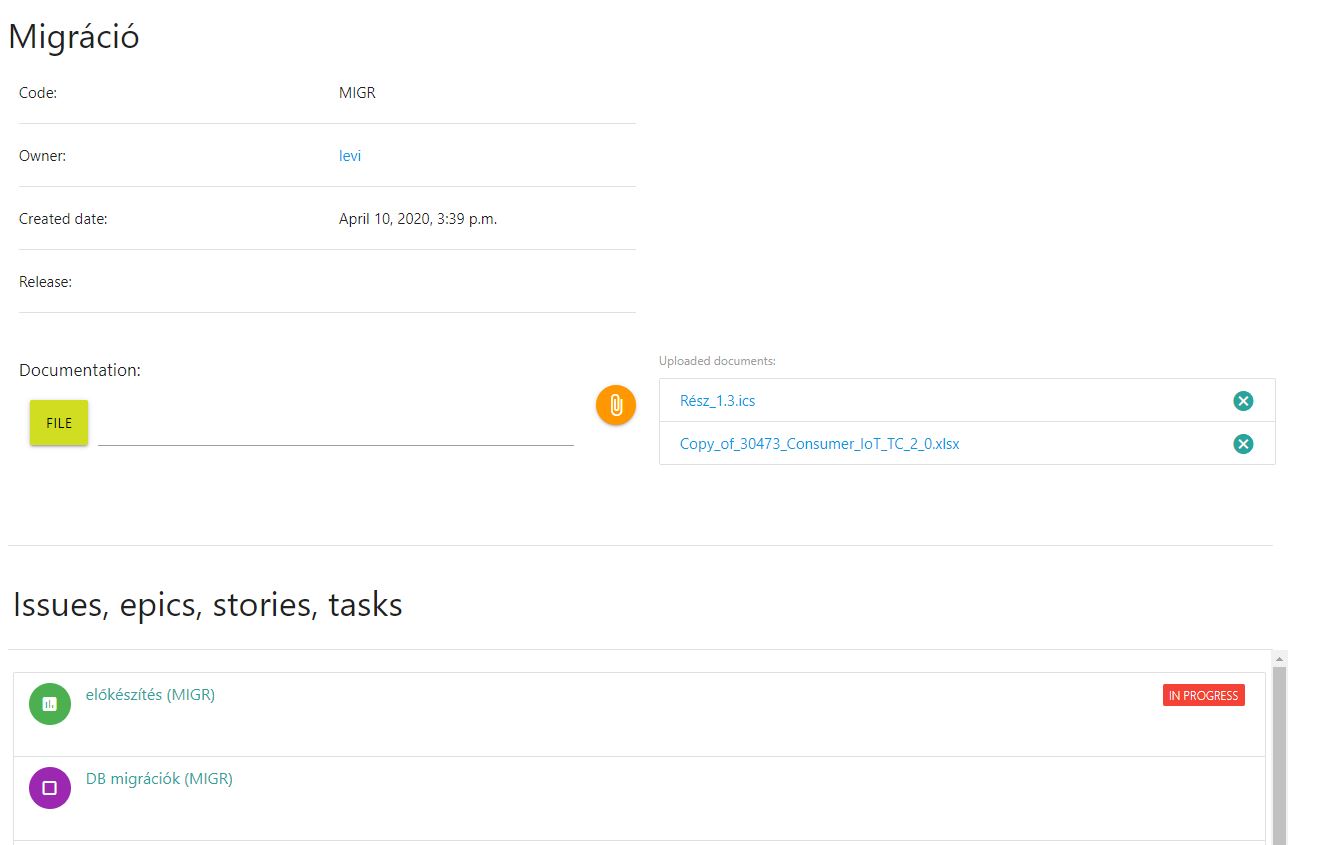 Migráció
Code: MIGR
Owner: levi
Created date: April 10, 2020, 3:39 p.m.
Release:
Documentation:
FILE
Uploaded documents:
Rész_1.3.ics
Copy_of_30473_Consumer_IoT_TC_2_0.xlsx
Issues, epics, stories, tasks
előkészítés (MIGR) IN PROGRESS
DB migrációk (MIGR)